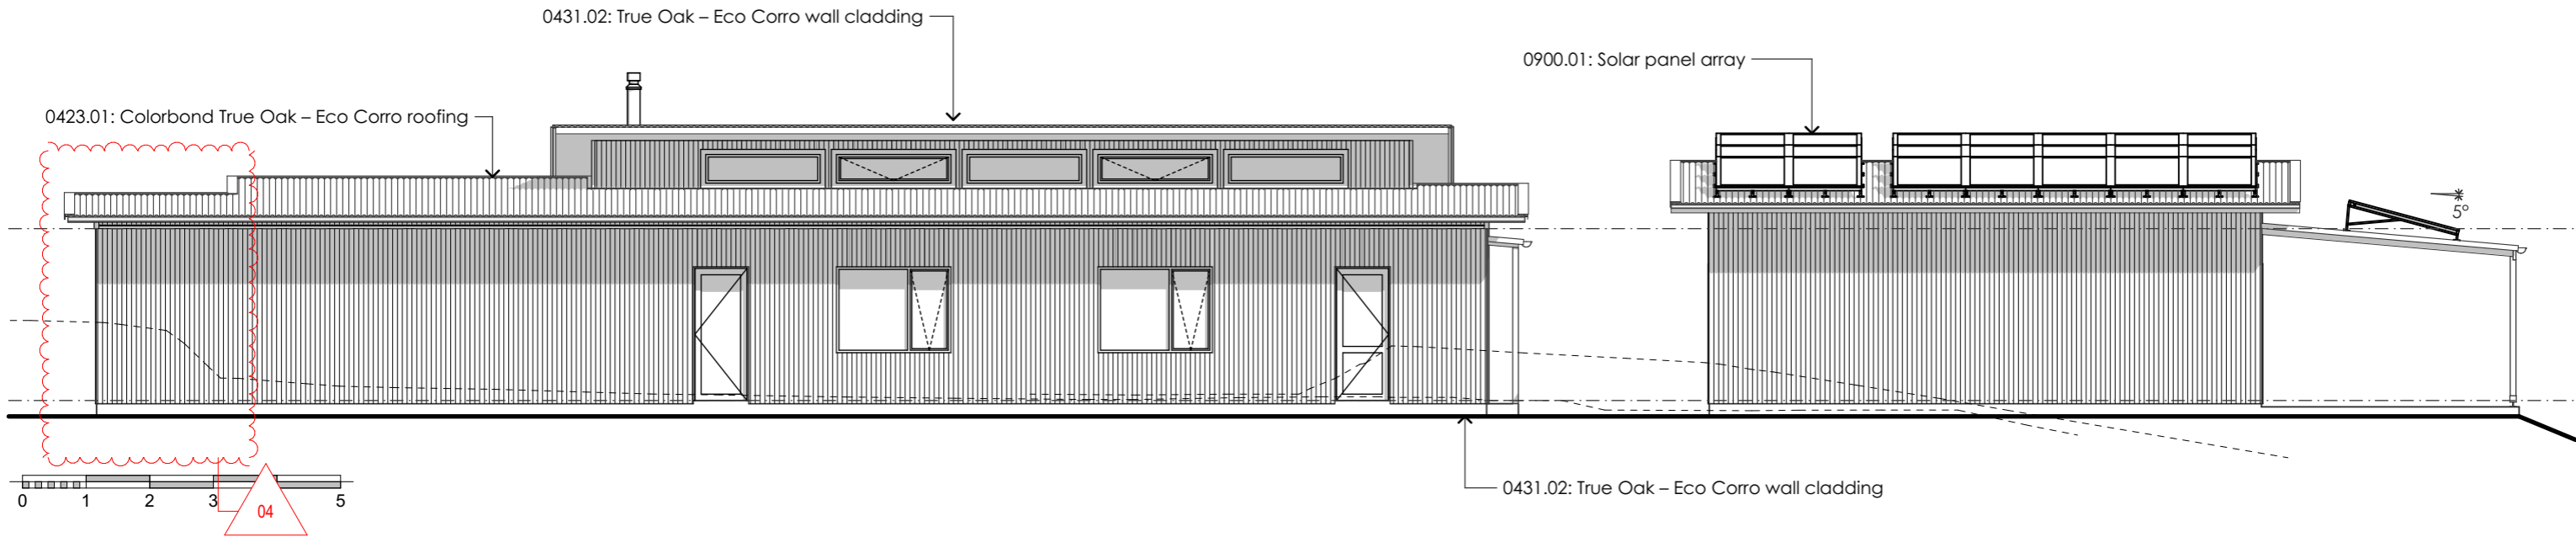 0431.02: True Oak – Eco Corro wall cladding
0900.01: Solar panel array
0423.01: Colorbond True Oak – Eco Corro roofing
5°
0431.02: True Oak – Eco Corro wall cladding
0 1 2 3 5
04